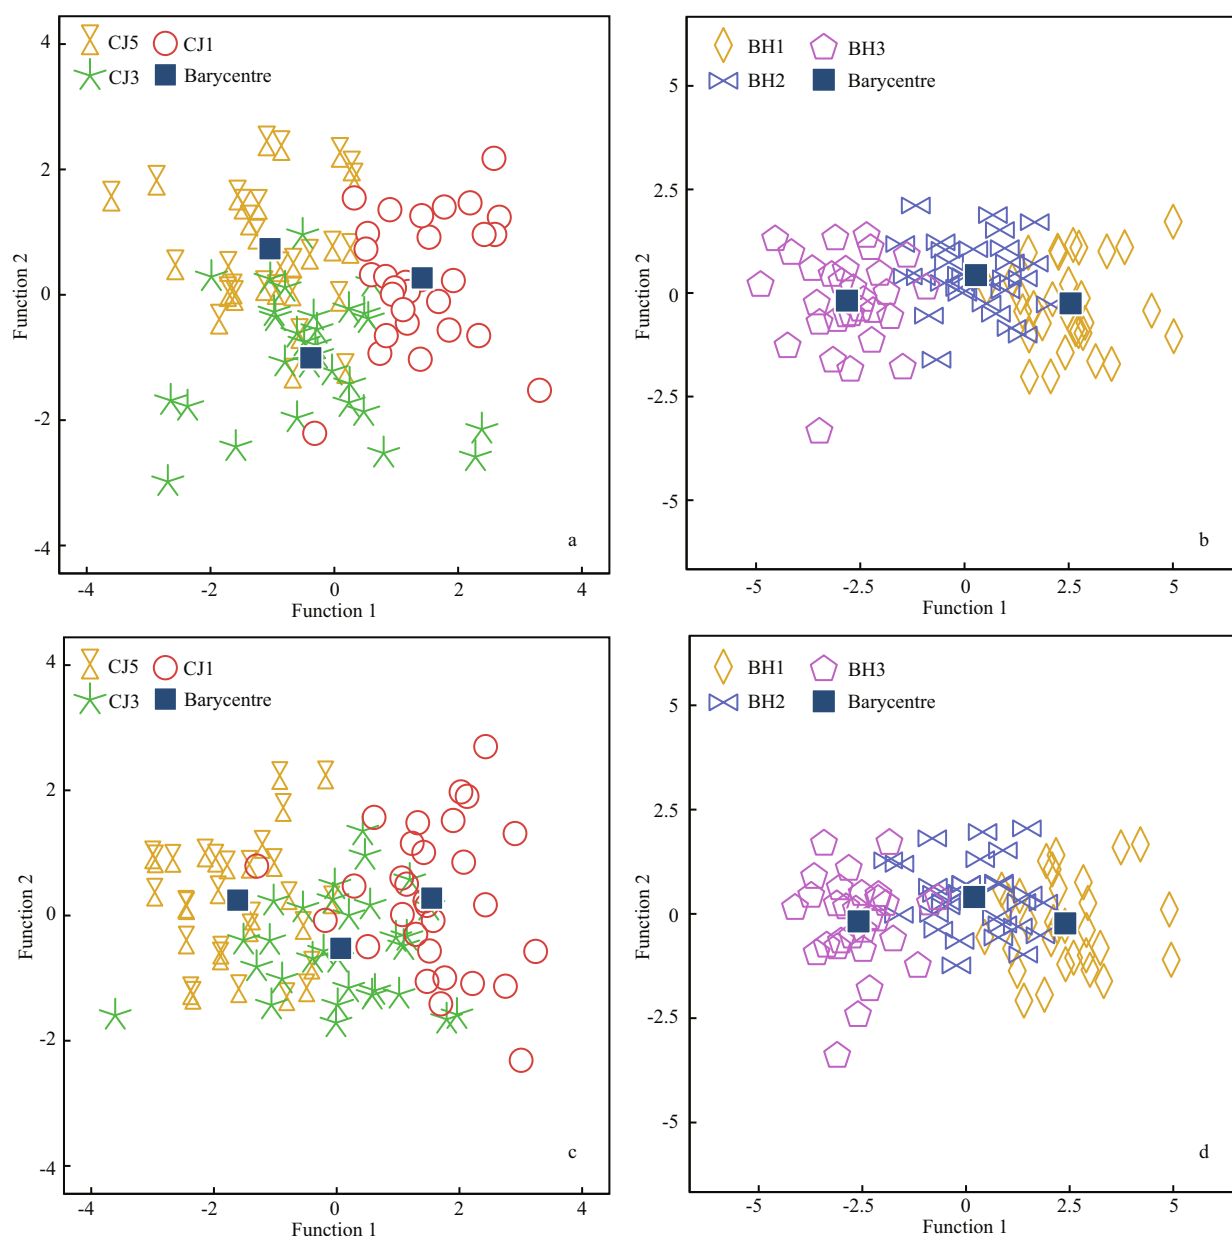 CJ5 CJ1
CJ3 Barycentre
4
2
0
-2
-4
Function 2
-4 -2 0 2 4
Function 1
a
BH1 BH3
BH2 Barycentre
5
2.5
0
-2.5
-5
Function 2
-5 -2.5 0 2.5 5
Function 1
b
CJ5 CJ1
CJ3 Barycentre
4
2
0
-2
-4
Function 2
-4 -2 0 2 4
Function 1
c
BH1 BH3
BH2 Barycentre
5
2.5
0
-2.5
-5
Function 2
-5 -2.5 0 2.5 5
Function 1
d